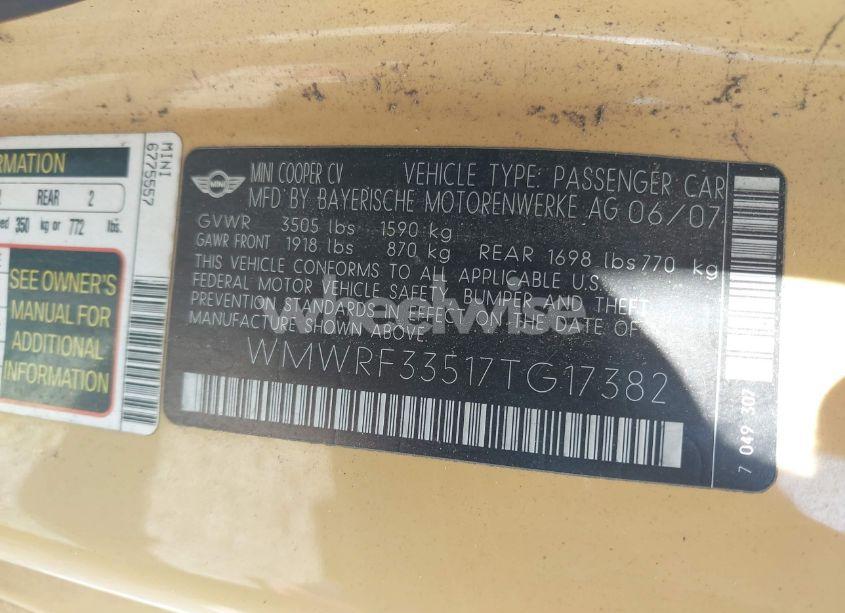 RMATION
REAR 2
350 kg or 772 lbs.
SEE OWNER'S
MANUAL FOR
ADDITIONAL
INFORMATION
MINI
6775557
MINI
MINI COOPER CV VEHICLE TYPE: PASSENGER CAR
MFD BY BAYERISCHE MOTORENWERKE AG 06/07
GVWR 3505 lbs 1590 kg
GAWR FRONT 1918 lbs 870 kg REAR 1698 lbs 770 kg
THIS VEHICLE CONFORMS TO ALL APPLICABLE U.S.
FEDERAL MOTOR VEHICLE SAFETY, BUMPER AND THEFT
PREVENTION STANDARDS IN EFFECT ON THE DATE OF
MANUFACTURE SHOWN ABOVE.
WMWRF33517TG17382
7 049 307
wheelwise